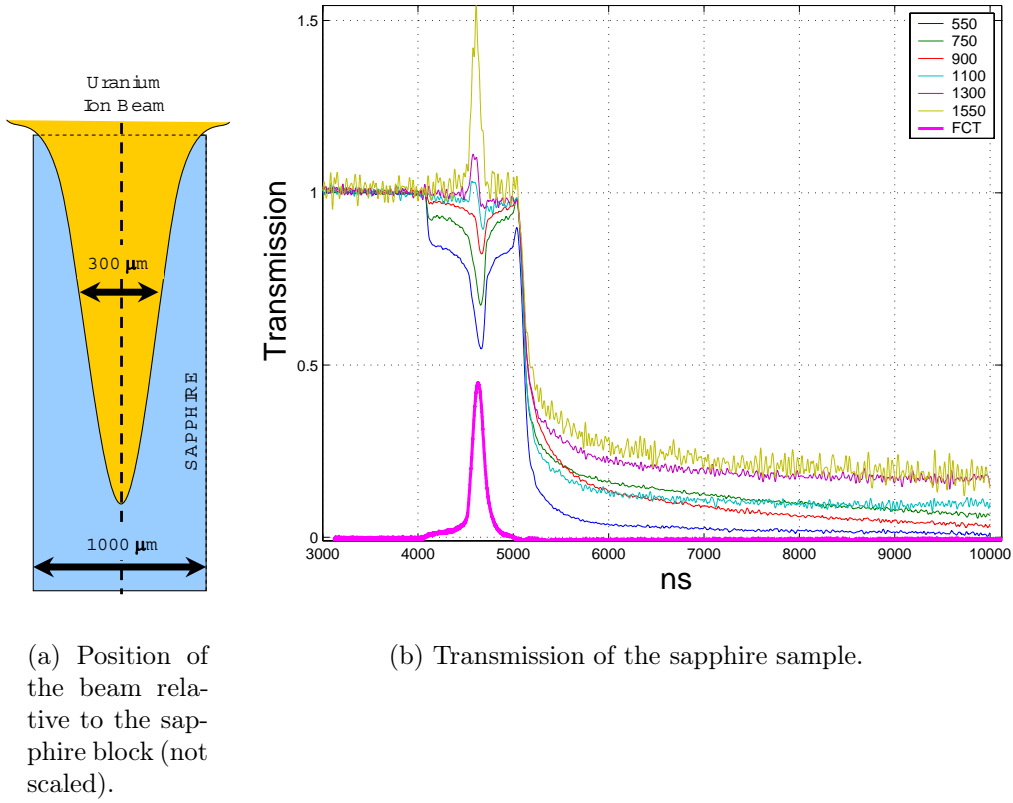 Uranium
Ion Beam
300 μm
SAPPHIRE
1000 μm
Transmission
1.5
1
0.5
0
3000 4000 5000 6000 7000 8000 9000 10000
ns
550
750
900
1100
1300
1550
FCT
(a) Position of
the beam rela-
tive to the sap-
phire block (not
scaled).
(b) Transmission of the sapphire sample.